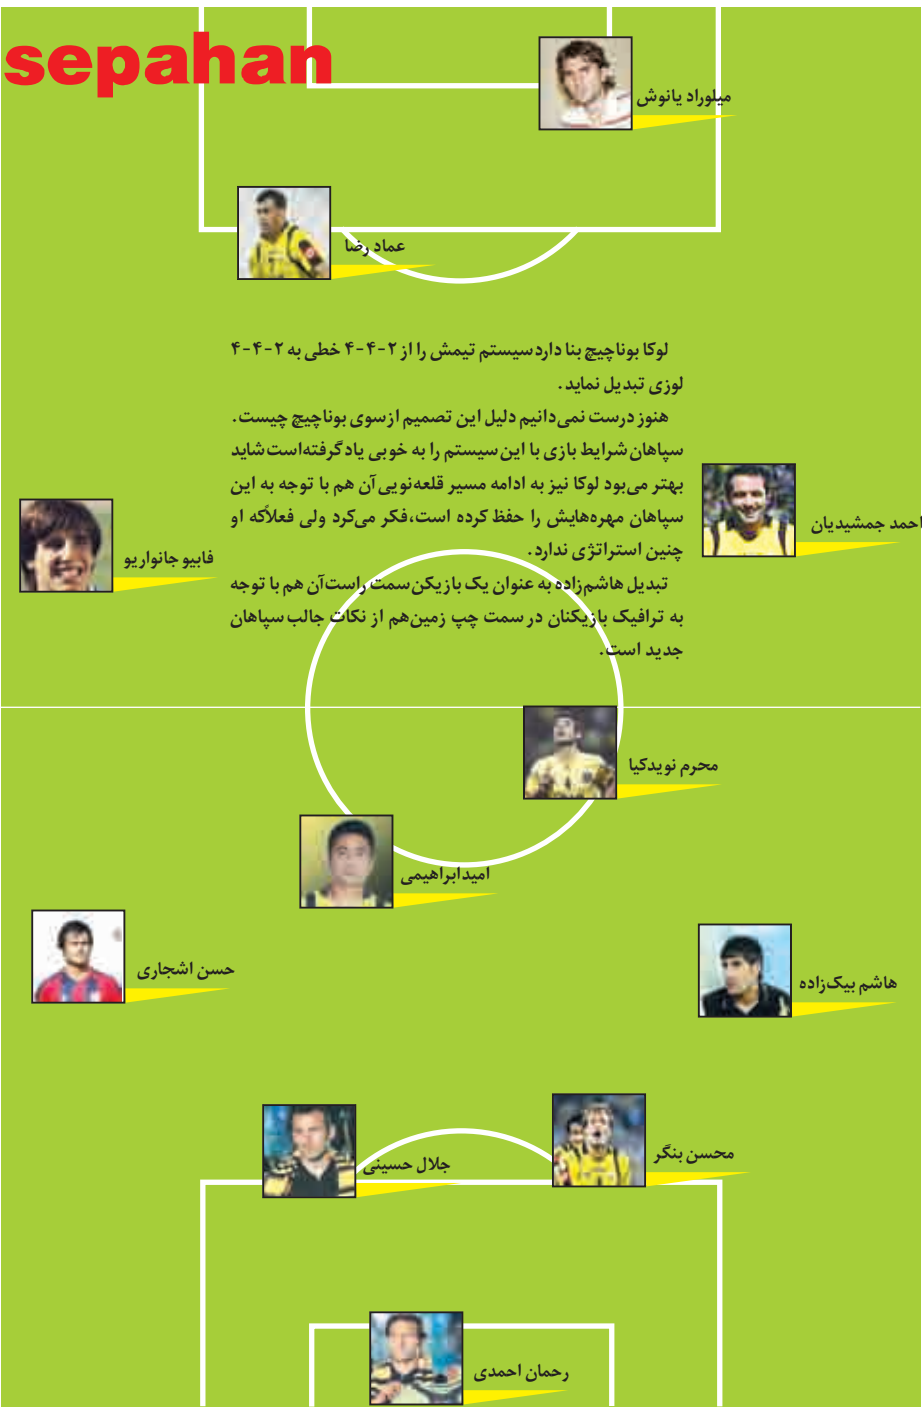 sepahan
میلوراد یانوش
عماد رضا
لوکا بوناچیچ بنا دارد سیستم تیمش را از ۲-۴-۴ خطی به ۲-۴-۴
لوزی تبدیل نماید.
هنوز درست نمی‌دانیم دلیل این تصمیم از سوی بوناچیچ چیست.
سپاهان شرایط بازی با این سیستم را به خوبی یاد گرفته‌است شاید
بهتر می‌بود لوکا نیز به ادامه مسیر قلعه‌نویی آن هم با توجه به این
سپاهان مهره‌هایش را حفظ کرده است، فکر می‌کرد ولی فعلاً که او
چنین استراتژی ندارد.
تبدیل هاشم‌زاده به عنوان یک بازیکن سمت راست آن هم با توجه
به ترافیک بازیکنان در سمت چپ زمین هم از نکات جالب سپاهان
جدید است.
احمد جمشیدیان
فابیو جانواریو
محرم نویدکیا
امید ابراهیمی
حسن اشجاری
هاشم بیک‌زاده
محسن بنگر
جلال حسینی
رحمان احمدی